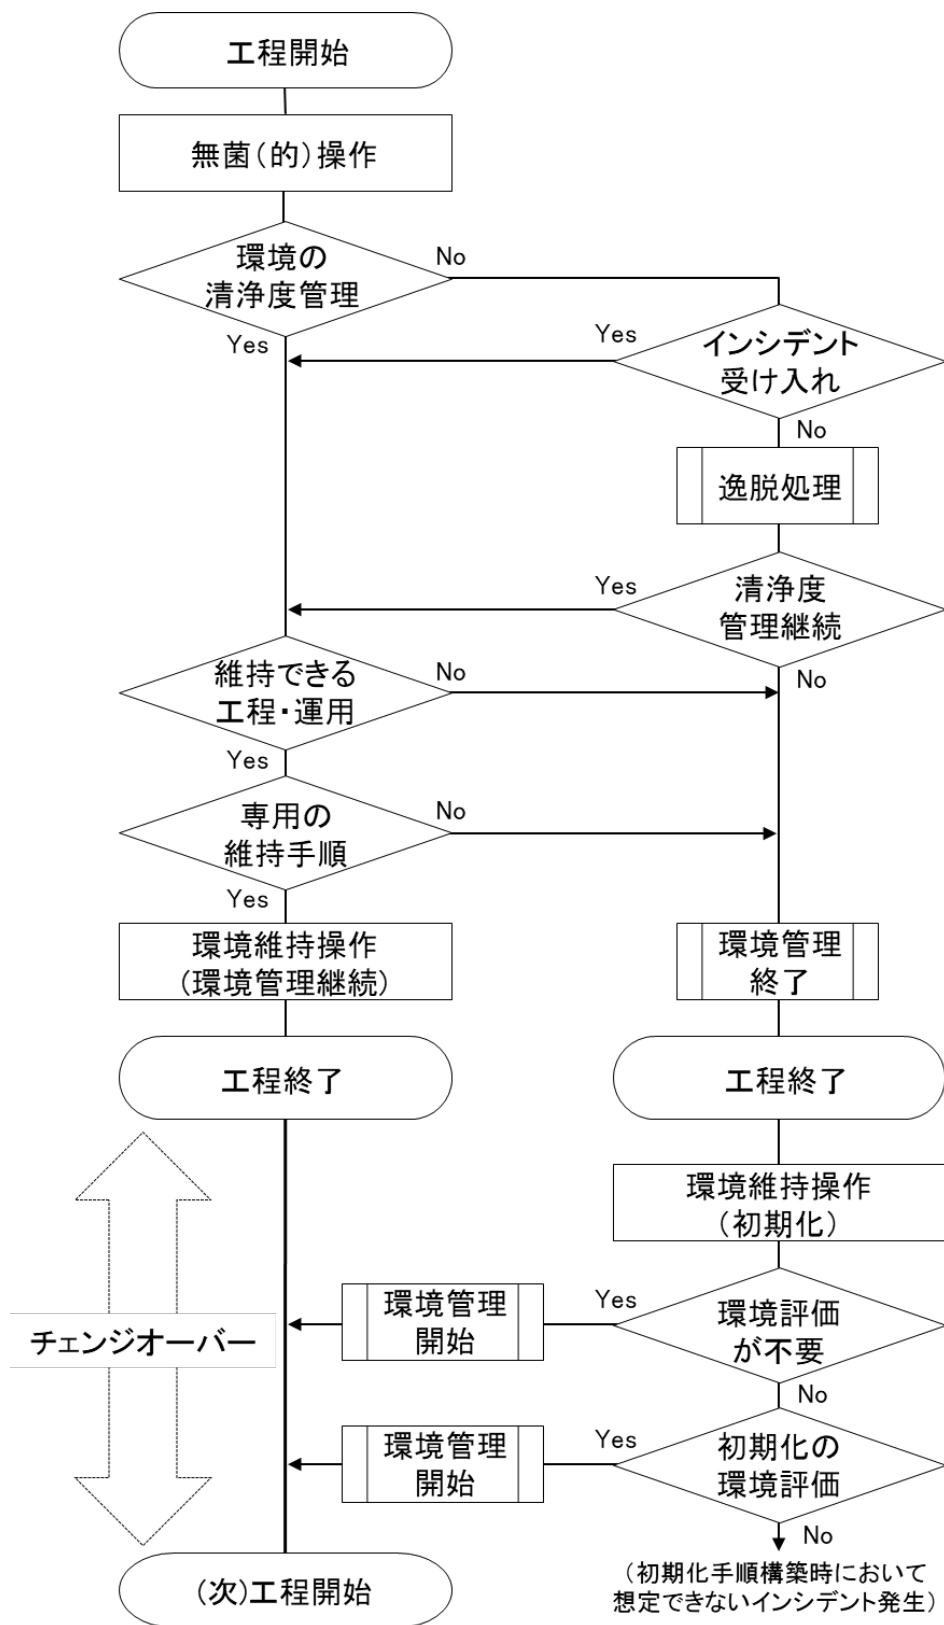 工程開始
無菌（的）操作
環境の
清浄度管理
No
Yes
インシデント
受け入れ
Yes
No
逸脱処理
清浄度
管理継続
Yes
No
維持できる
工程・運用
No
Yes
専用の
維持手順
No
Yes
環境維持操作
（環境管理継続）
環境管理
終了
工程終了
工程終了
環境維持操作
（初期化）
チェンジオーバー
環境評価
が不要
Yes
環境管理
開始
No
初期化の
環境評価
Yes
環境管理
開始
No
（初期化手順構築時において
想定できないインシデント発生）
（次）工程開始